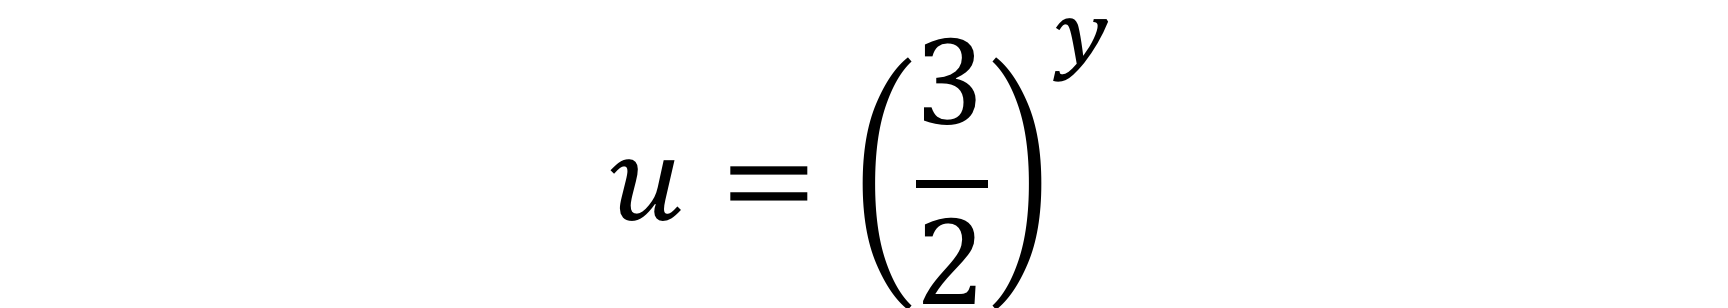 u = (3/2)^y